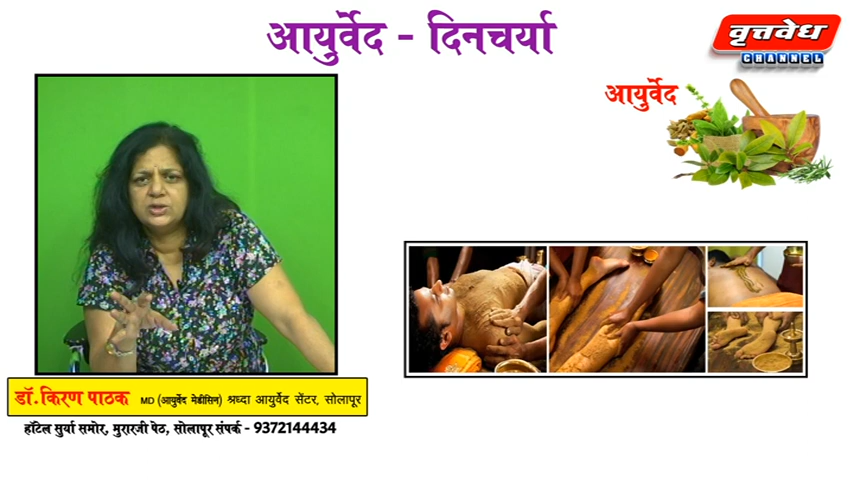 आयुर्वेद - दिनचर्या
वृत्तवेध
CHANNEL
आयुर्वेद
डॉ.किरण पाठक MD (आयुर्वेद मेडीसिन) श्रध्दा आयुर्वेद सेंटर, सोलापूर
हॉटेल सुर्या समोर, मुरारजी पेठ, सोलापूर संपर्क - 9372144434